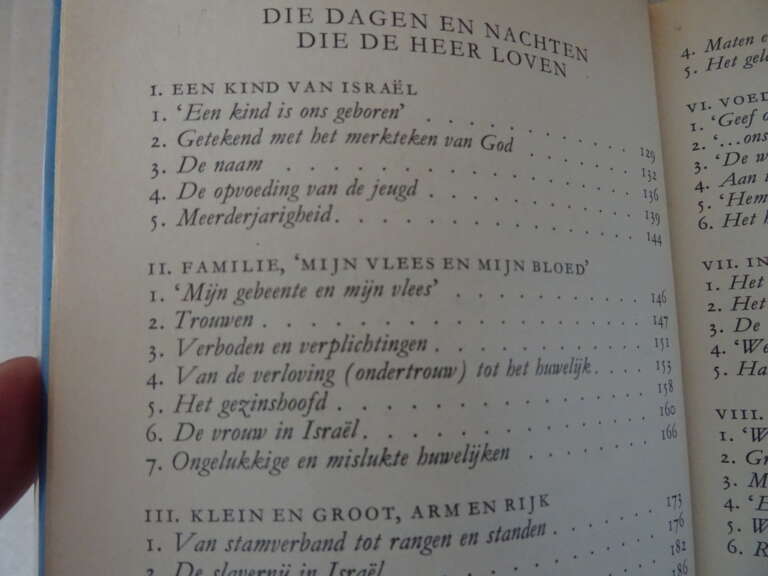 DIE DAGEN EN NACHTEN
DIE DE HEER LOVEN
I. EEN KIND VAN ISRAËL
1. ‘Een kind is ons geboren’ . . . . . . . . 129
2. Getekend met het merkteken van God . . . . . 132
3. De naam . . . . . . . . . . . . 136
4. De opvoeding van de jeugd . . . . . . . . 139
5. Meerderjarigheid . . . . . . . . . . . 144
II. FAMILIE, ‘MIJN VLEES EN MIJN BLOED’
1. ‘Mijn gebeente en mijn vlees’ . . . . . . . 146
2. Trouwen . . . . . . . . . . . . 147
3. Verboden en verplichtingen . . . . . . . . 151
4. Van de verloving (ondertrouw) tot het huwelijk . . . 153
5. Het gezinshoofd . . . . . . . . . . . 158
6. De vrouw in Israël . . . . . . . . . . 160
7. Ongelukkige en mislukte huwelijken . . . . . 166
III. KLEIN EN GROOT, ARM EN RIJK
1. Van stamverband tot rangen en standen . . . . 173
2. De slavernij in Israël . . . . . . . . . 176
182
186
4. Maten e
5. Het gel
VI. VOED
1. ‘Geef o
2. ‘...ons
3. ‘De w
4. Aan
5. ‘Hem
6. Het
VII. IN
1. Het
2. Het
3. De
4. ‘We
5. Ha
VIII.
1. ‘W
2. Gr
3. M
4. ‘E
5. W
6. R